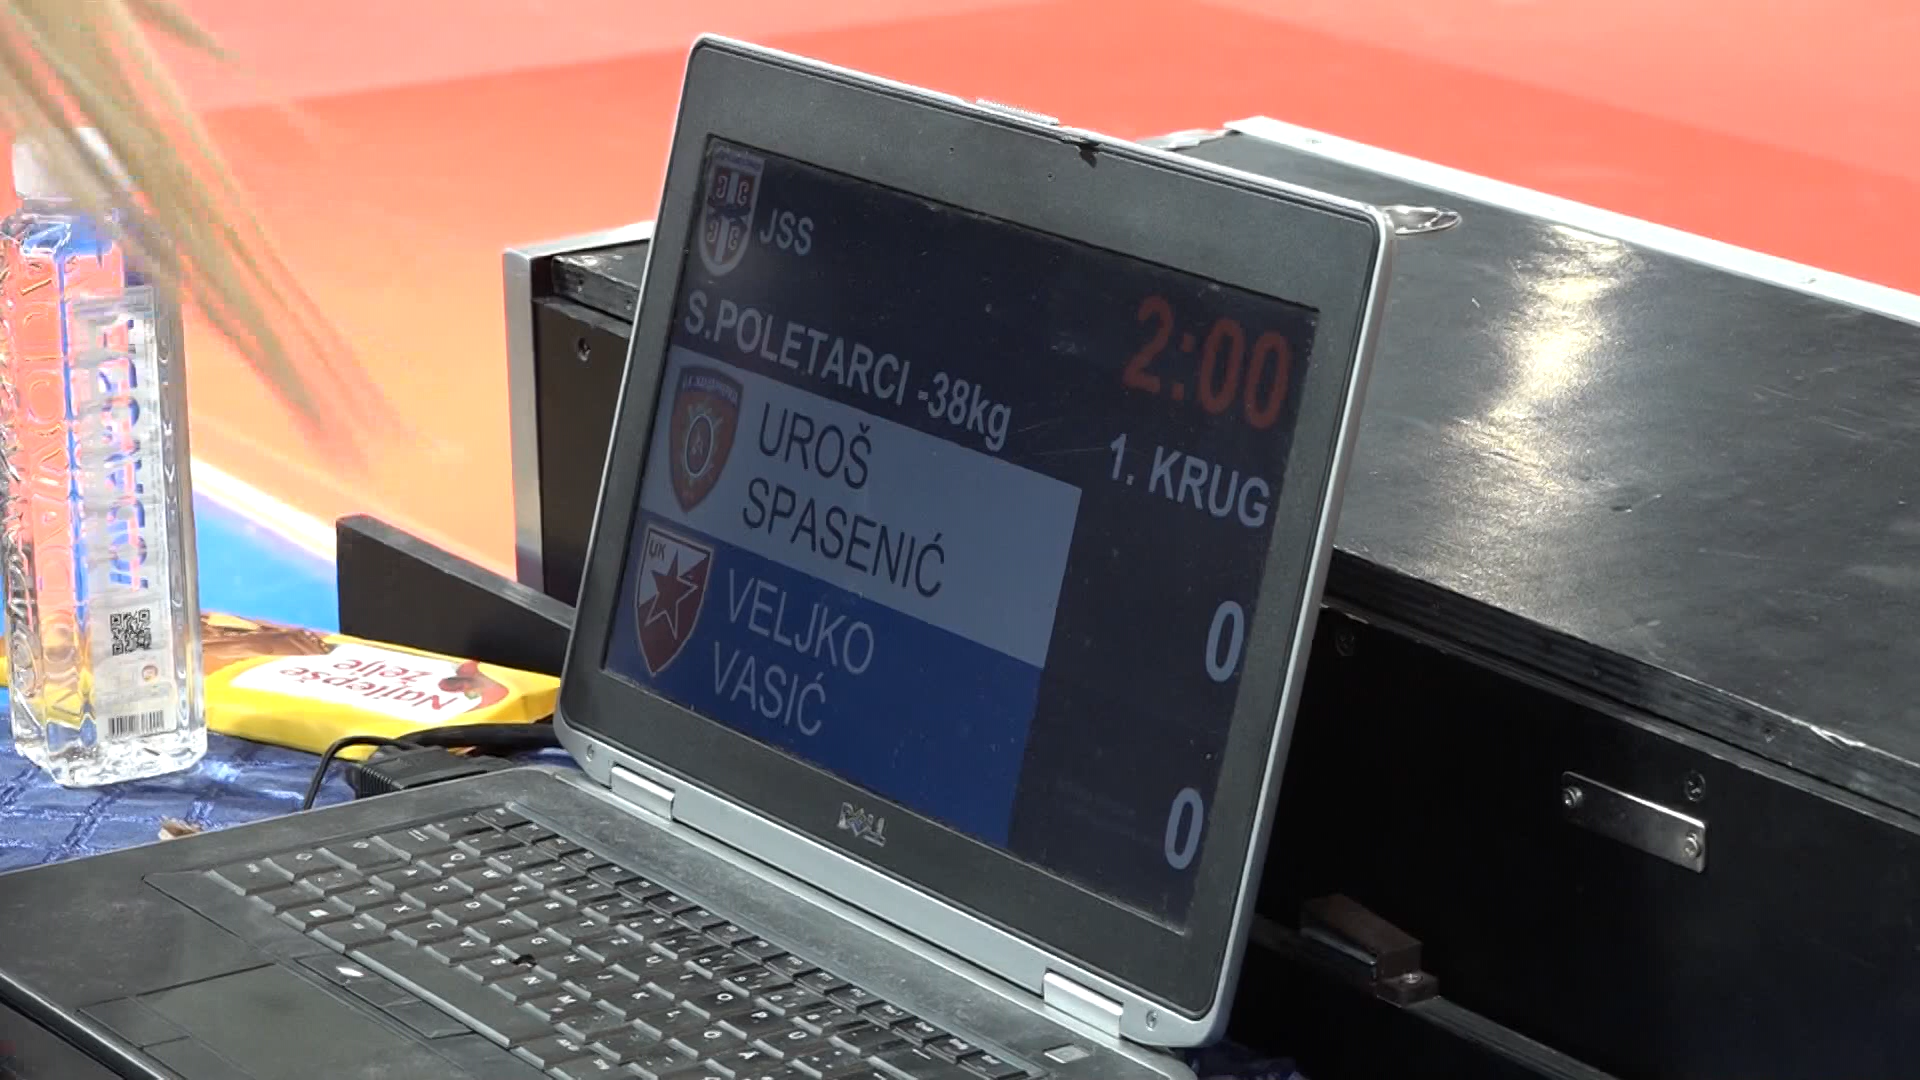 JSS
S.POLETARCI -38kg
2:00
1. KRUG
UROŠ
SPASENIĆ
0
VELJKO
VASIĆ
0
DELL
Najlepše
želje